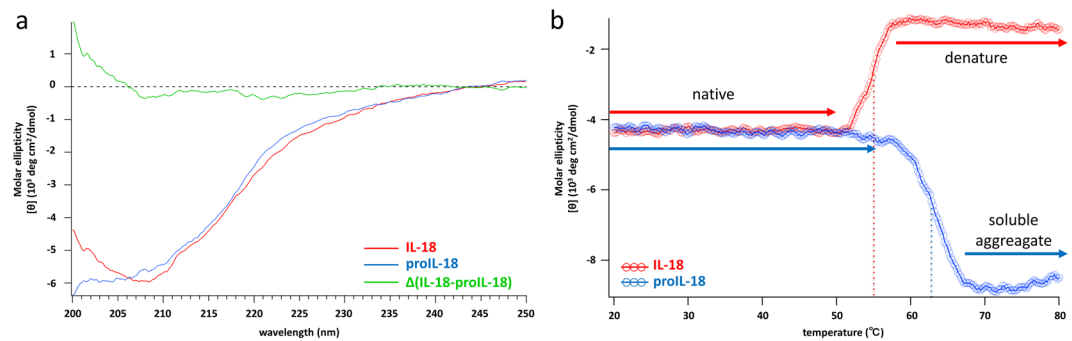 a
1
0
-1
-2
-3
-4
-5
-6
Molar ellipticity
[θ] (10³ deg cm²/dmol)
200
205
210
215
220
225
230
235
240
245
250
wavelength (nm)
IL-18
proIL-18
Δ(IL-18-proIL-18)
b
-2
-4
-6
-8
Molar ellipticity
[θ] (10³ deg cm²/dmol)
20
30
40
50
60
70
80
temperature (℃)
native
denature
soluble
aggreagate
IL-18
proIL-18